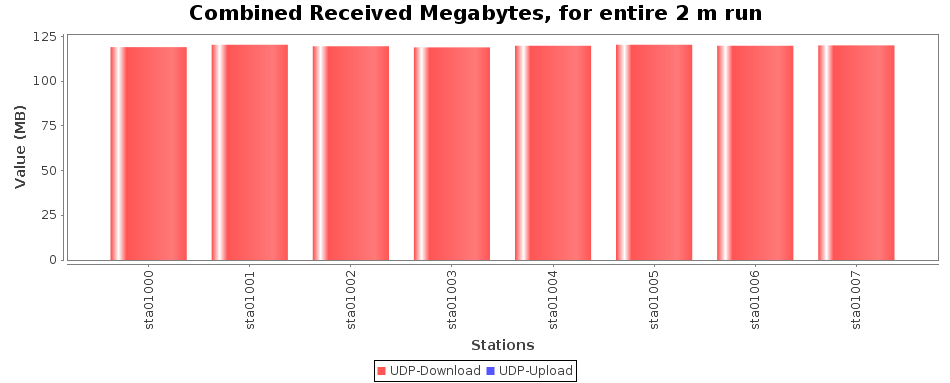 Combined Received Megabytes, for entire 2 m run
Value (MB)
125
100
75
50
25
0
sta01000
sta01001
sta01002
sta01003
sta01004
sta01005
sta01006
sta01007
Stations
UDP-Download UDP-Upload